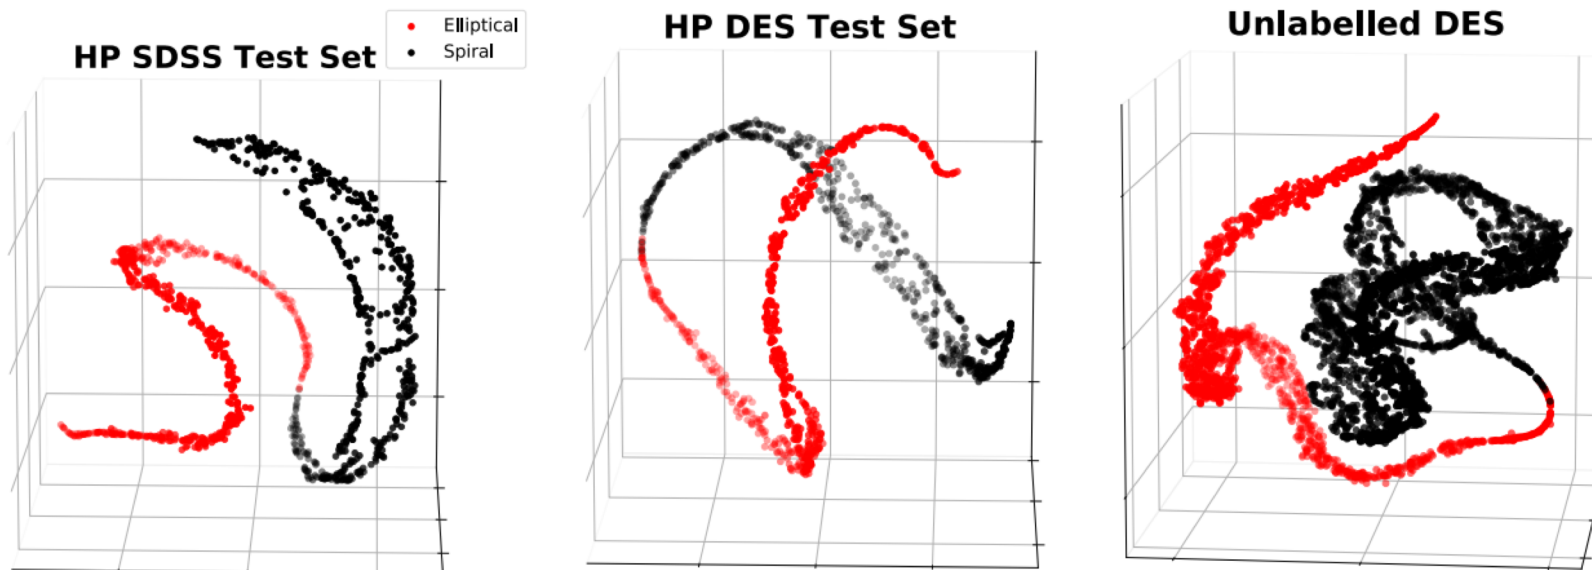 HP SDSS Test Set
Elliptical
Spiral
HP DES Test Set
Unlabelled DES